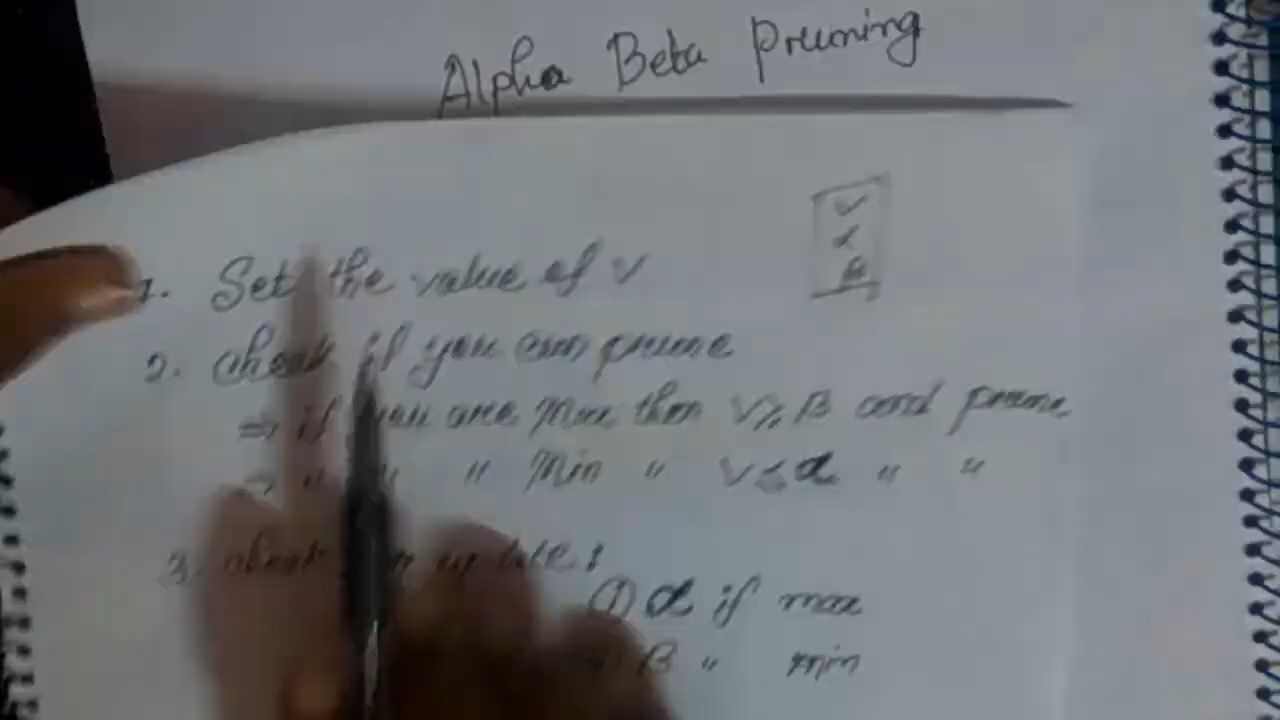 Alpha Beta Pruning
v
α
β
1. Set the value of v
2. check if you can prune
⇒ if you are Max then v ≥ β and prune
⇒ " " " Min " v ≤ α " "
3. check
① α if max
β " min